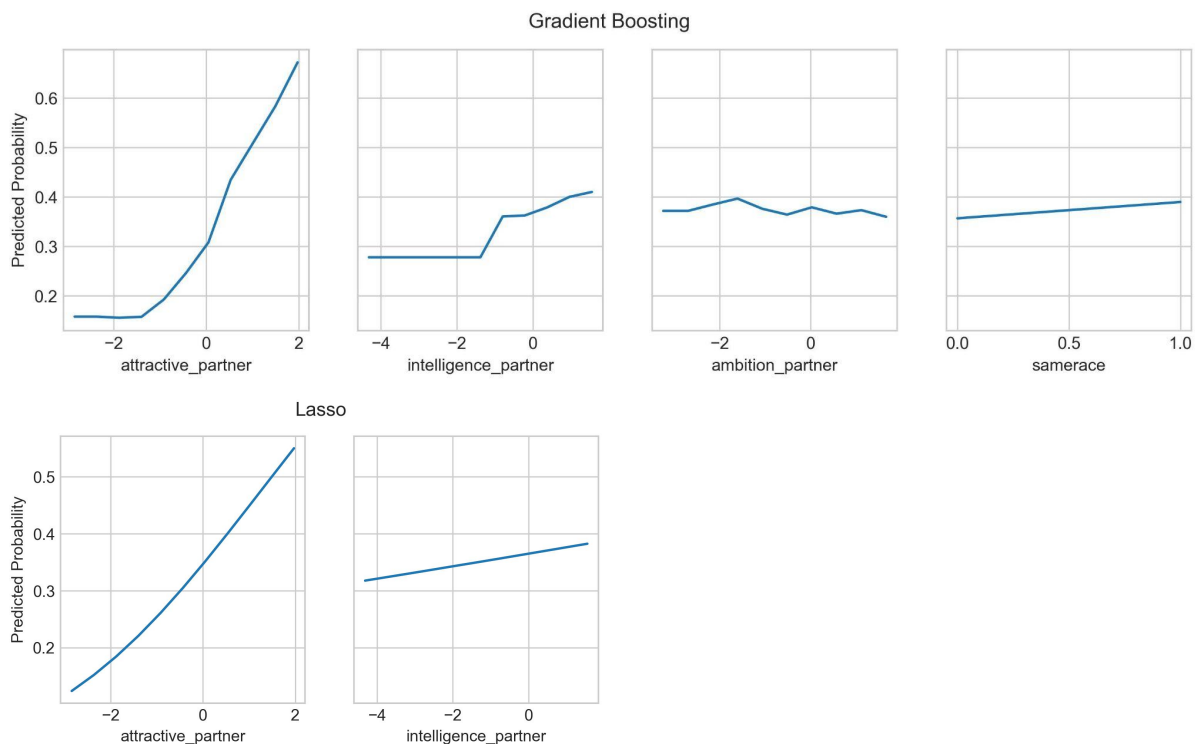 Gradient Boosting
Predicted Probability
0.6
0.5
0.4
0.3
0.2
−2 0 2
attractive_partner
−4 −2 0
intelligence_partner
−2 0
ambition_partner
0.0 0.5 1.0
samerace
Lasso
Predicted Probability
0.5
0.4
0.3
0.2
−2 0 2
attractive_partner
−4 −2 0
intelligence_partner